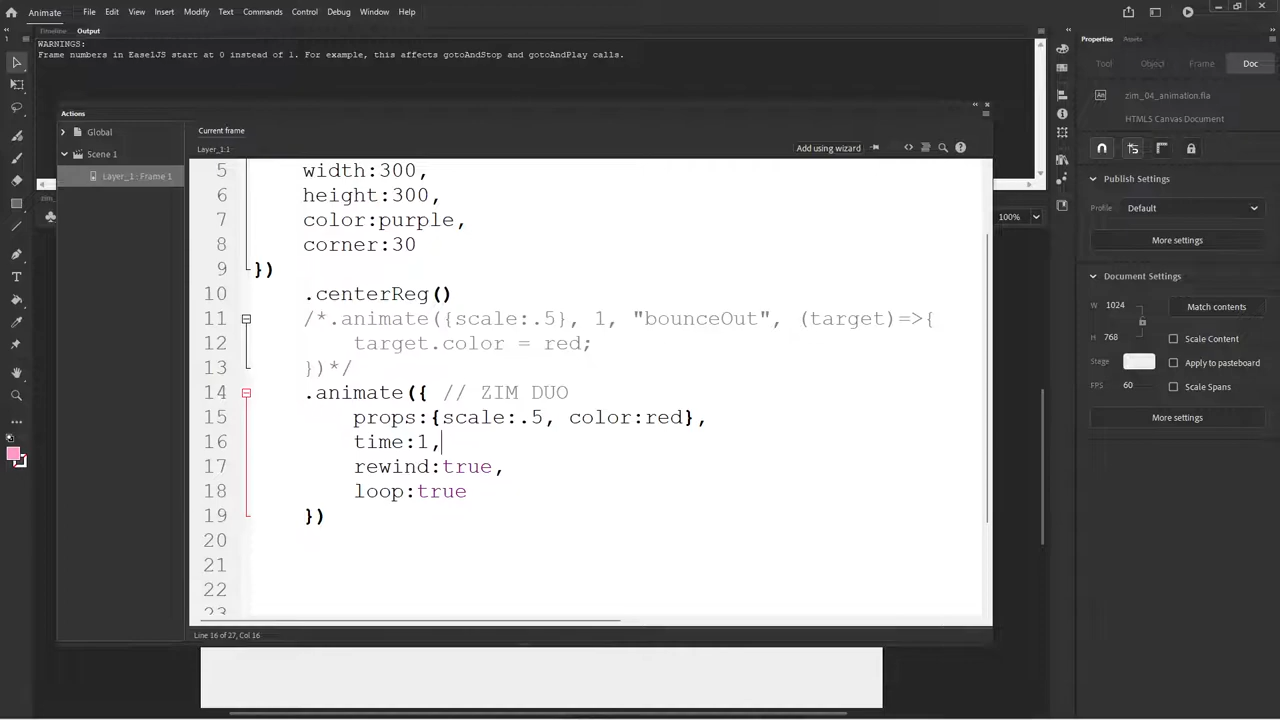 Animate File Edit View Insert Modify Text Commands Control Debug Window Help
Timeline Output
WARNINGS:
Frame numbers in EaselJS start at 0 instead of 1. For example, this affects gotoAndStop and gotoAndPlay calls.
Actions
Global
Scene 1
Layer_1 : Frame 1
Current frame
Layer_1:1
Add using wizard
5 width:300,
6 height:300,
7 color:purple,
8 corner:30
9 })
10 .centerReg()
11 /*.animate({scale:.5}, 1, "bounceOut", (target)=>{
12 target.color = red;
13 })*/
14 .animate({ // ZIM DUO
15 props:{scale:.5, color:red},
16 time:1,
17 rewind:true,
18 loop:true
19 })
20
21
22
23
Line 16 of 27, Col 16
100%
Properties Assets
Tool Object Frame Doc
zim_04_animation.fla
HTML5 Canvas Document
Publish Settings
Profile Default
More settings
Document Settings
W 1024 Match contents
H 768 Scale Content
Stage Apply to pasteboard
FPS 60 Scale Spans
More settings...